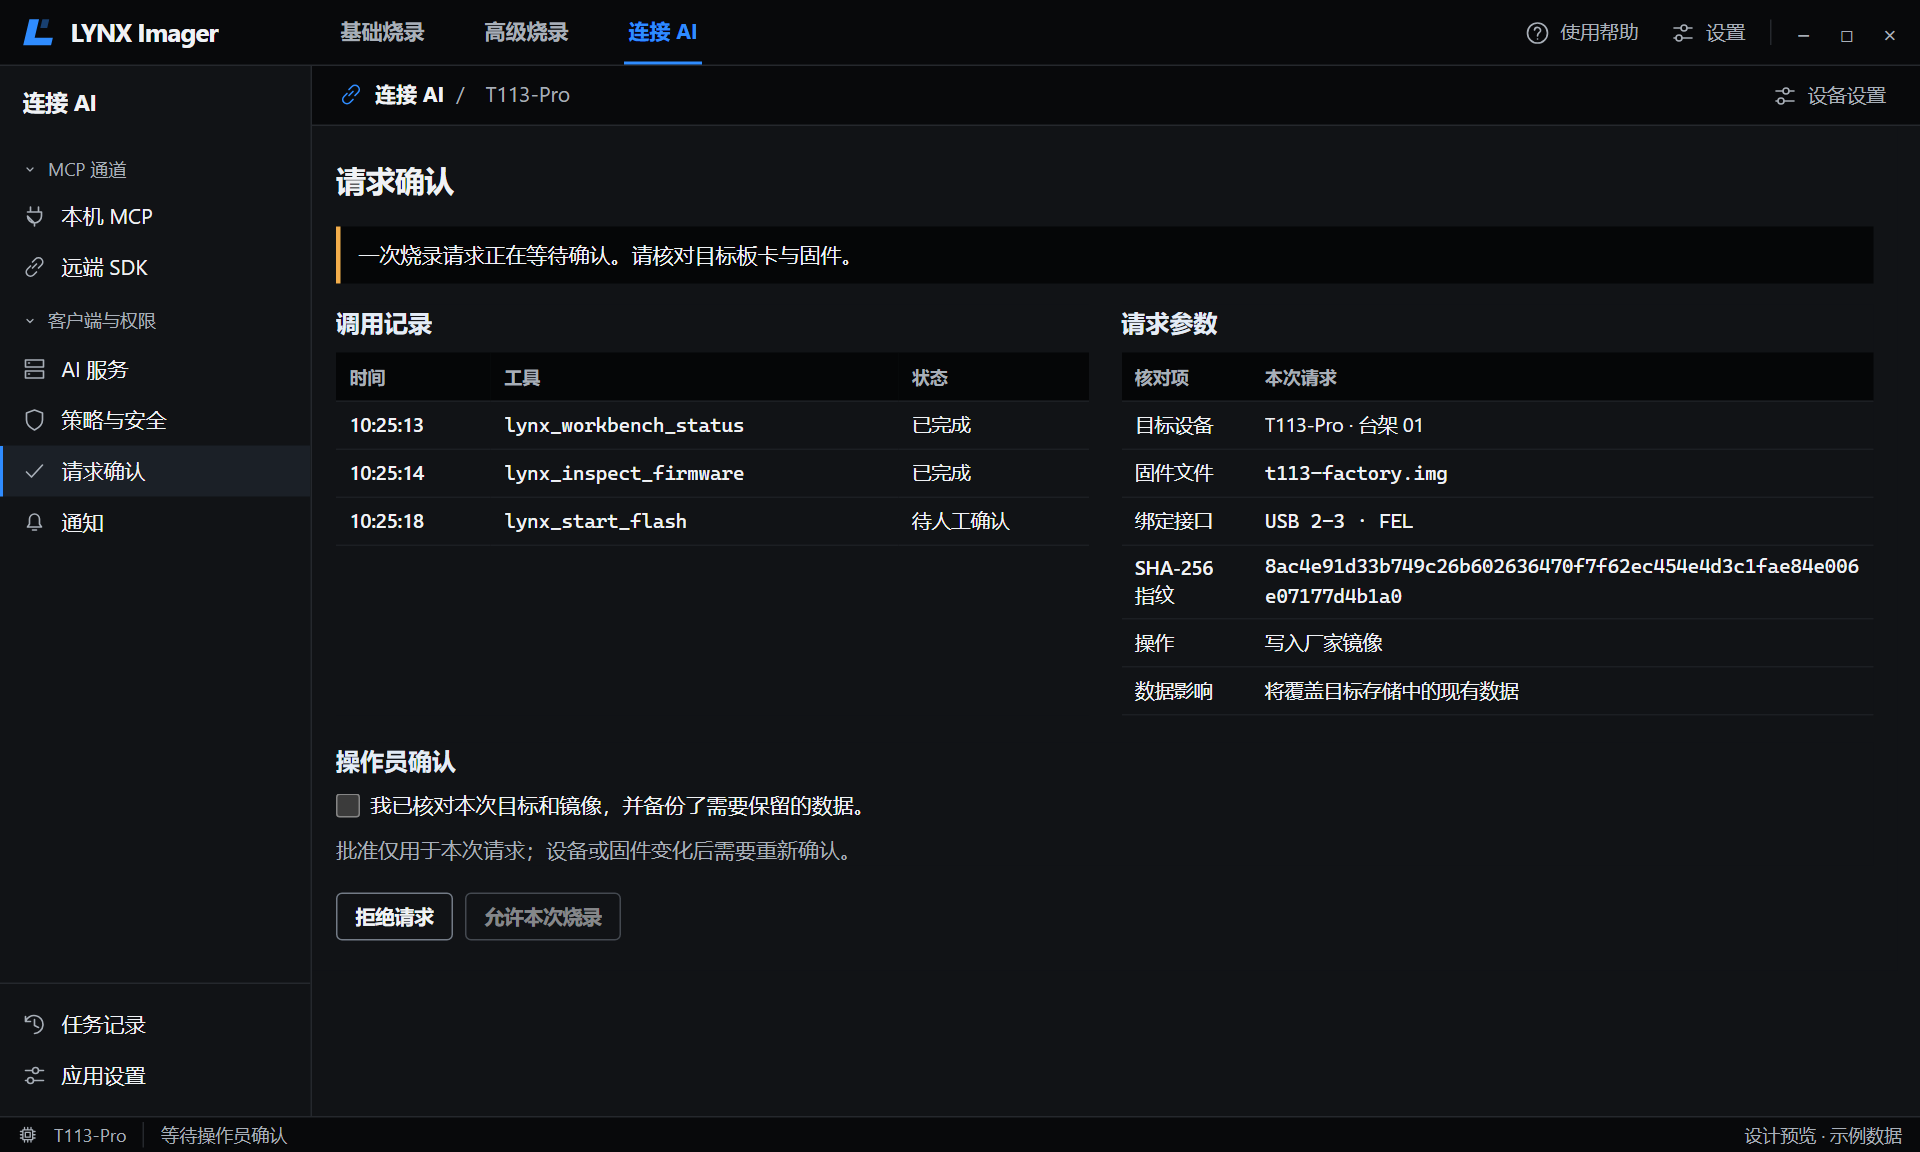 LYNX Imager
基础烧录
高级烧录
连接 AI
使用帮助
设置
连接 AI
MCP 通道
本机 MCP
远端 SDK
客户端与权限
AI 服务
策略与安全
请求确认
通知
任务记录
应用设置
连接 AI / T113-Pro
设备设置
请求确认
一次烧录请求正在等待确认。请核对目标板卡与固件。
调用记录
时间 工具 状态
10:25:13 lynx_workbench_status 已完成
10:25:14 lynx_inspect_firmware 已完成
10:25:18 lynx_start_flash 待人工确认
请求参数
核对项 本次请求
目标设备 T113-Pro · 台架 01
固件文件 t113-factory.img
绑定接口 USB 2-3 · FEL
SHA-256 指纹 8ac4e91d33b749c26b602636470f7f62ec454e4d3c1fae84e006
e07177d4b1a0
操作 写入厂家镜像
数据影响 将覆盖目标存储中的现有数据
操作员确认
我已核对本次目标和镜像，并备份了需要保留的数据。
批准仅用于本次请求；设备或固件变化后需要重新确认。
拒绝请求
允许本次烧录
T113-Pro
等待操作员确认
设计预览 · 示例数据